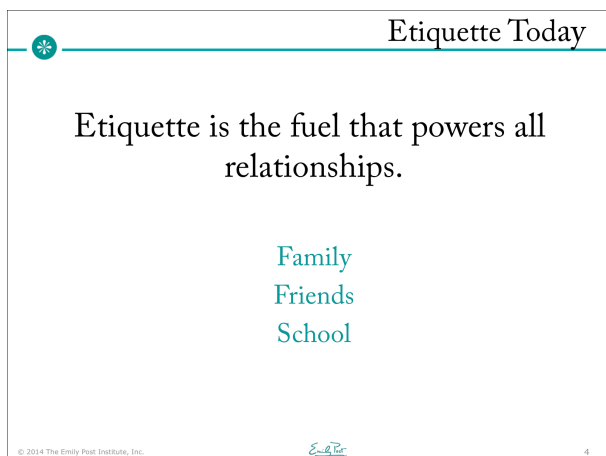 Etiquette Today
Etiquette is the fuel that powers all
relationships.
Family
Friends
School
© 2014 The Emily Post Institute, Inc.
Emily Post
4